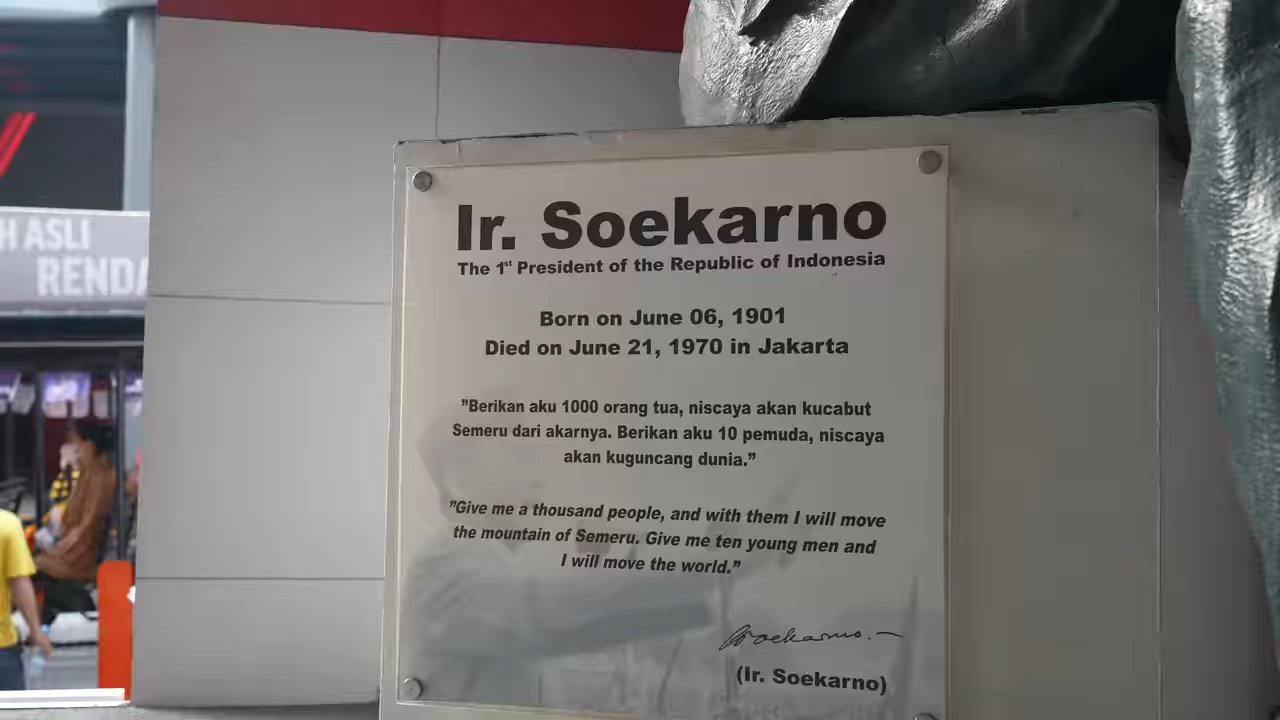 H ASLI
RENDA
Ir. Soekarno
The 1st President of the Republic of Indonesia
Born on June 06, 1901
Died on June 21, 1970 in Jakarta
”Berikan aku 1000 orang tua, niscaya akan kucabut
Semeru dari akarnya. Berikan aku 10 pemuda, niscaya
akan kuguncang dunia.”
”Give me a thousand people, and with them I will move
the mountain of Semeru. Give me ten young men and
I will move the world.”
Soekarno.
(Ir. Soekarno)